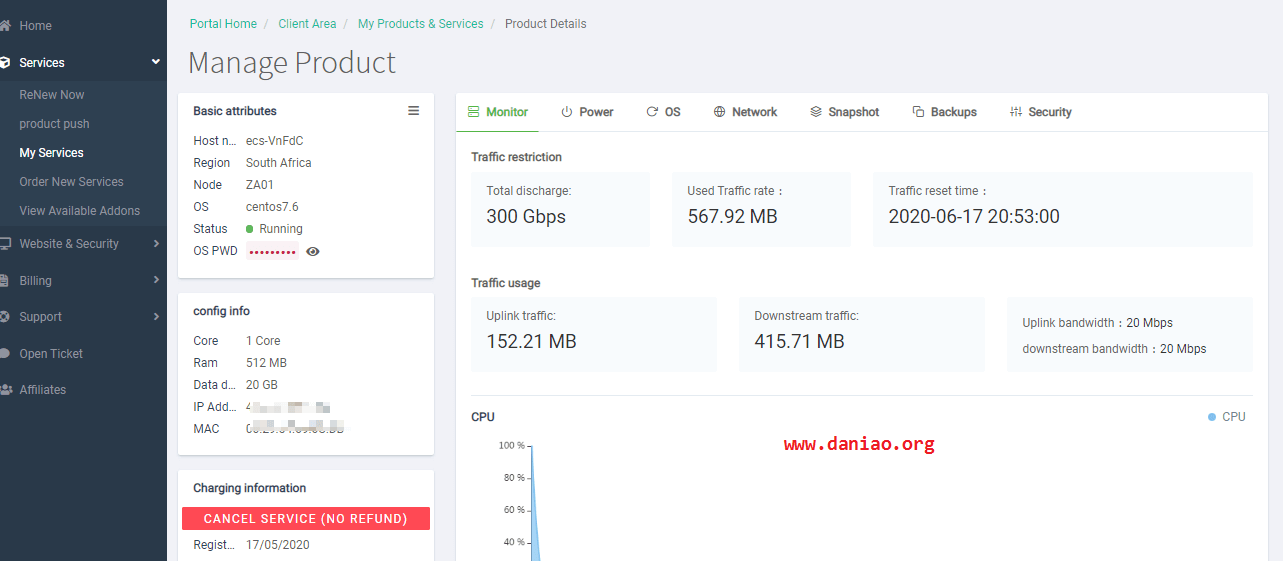 Home
Services
ReNew Now
product push
My Services
Order New Services
View Available Addons
Website & Security
Billing
Support
Open Ticket
Affiliates
Portal Home / Client Area / My Products & Services / Product Details
Manage Product
Basic attributes
Host n... ecs-VnFdC
Region South Africa
Node ZA01
OS centos7.6
Status Running
OS PWD •••••••••
config info
Core 1 Core
Ram 512 MB
Data d... 20 GB
IP Add... 4
MAC
Charging information
CANCEL SERVICE (NO REFUND)
Regist... 17/05/2020
Monitor Power OS Network Snapshot Backups Security
Traffic restriction
Total discharge:
300 Gbps
Used Traffic rate：
567.92 MB
Traffic reset time：
2020-06-17 20:53:00
Traffic usage
Uplink traffic:
152.21 MB
Downstream traffic:
415.71 MB
Uplink bandwidth：20 Mbps
downstream bandwidth：20 Mbps
CPU
CPU
www.daniao.org
100 %
80 %
60 %
40 %